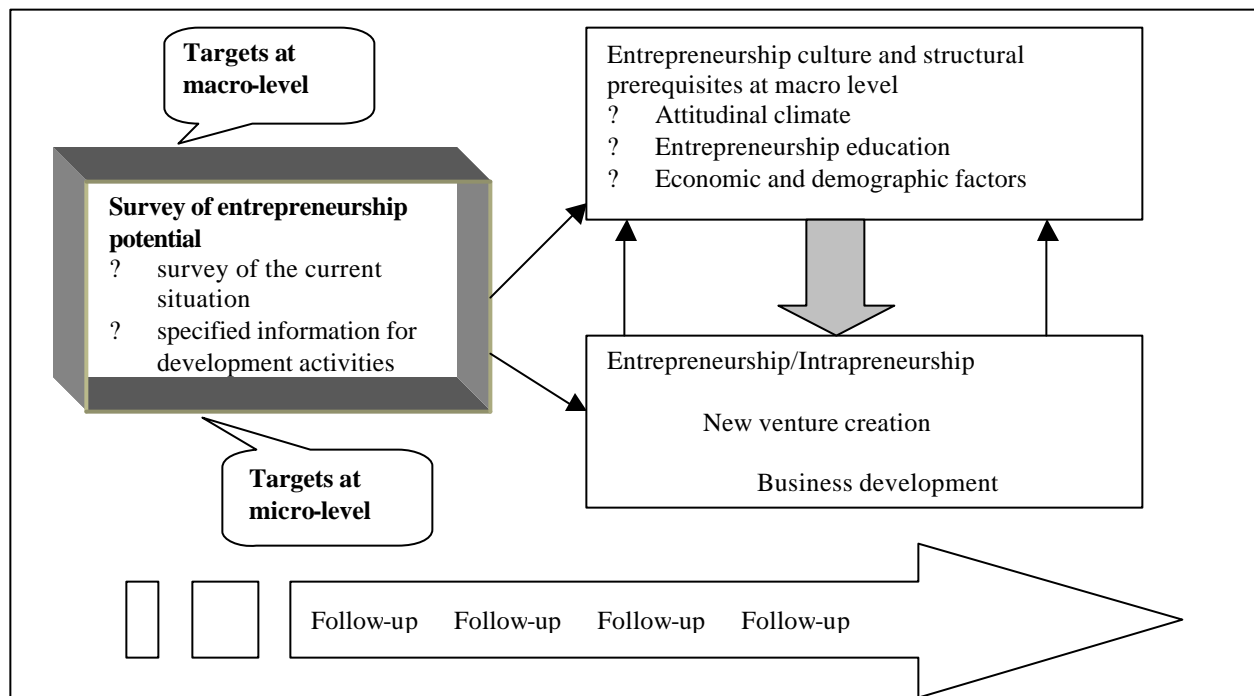 Targets at
macro-level
Survey of entrepreneurship
potential
? survey of the current
situation
? specified information for
development activities
Targets at
micro-level
Entrepreneurship culture and structural
prerequisites at macro level
? Attitudinal climate
? Entrepreneurship education
? Economic and demographic factors
Entrepreneurship/Intrapreneurship
New venture creation
Business development
Follow-up Follow-up Follow-up Follow-up